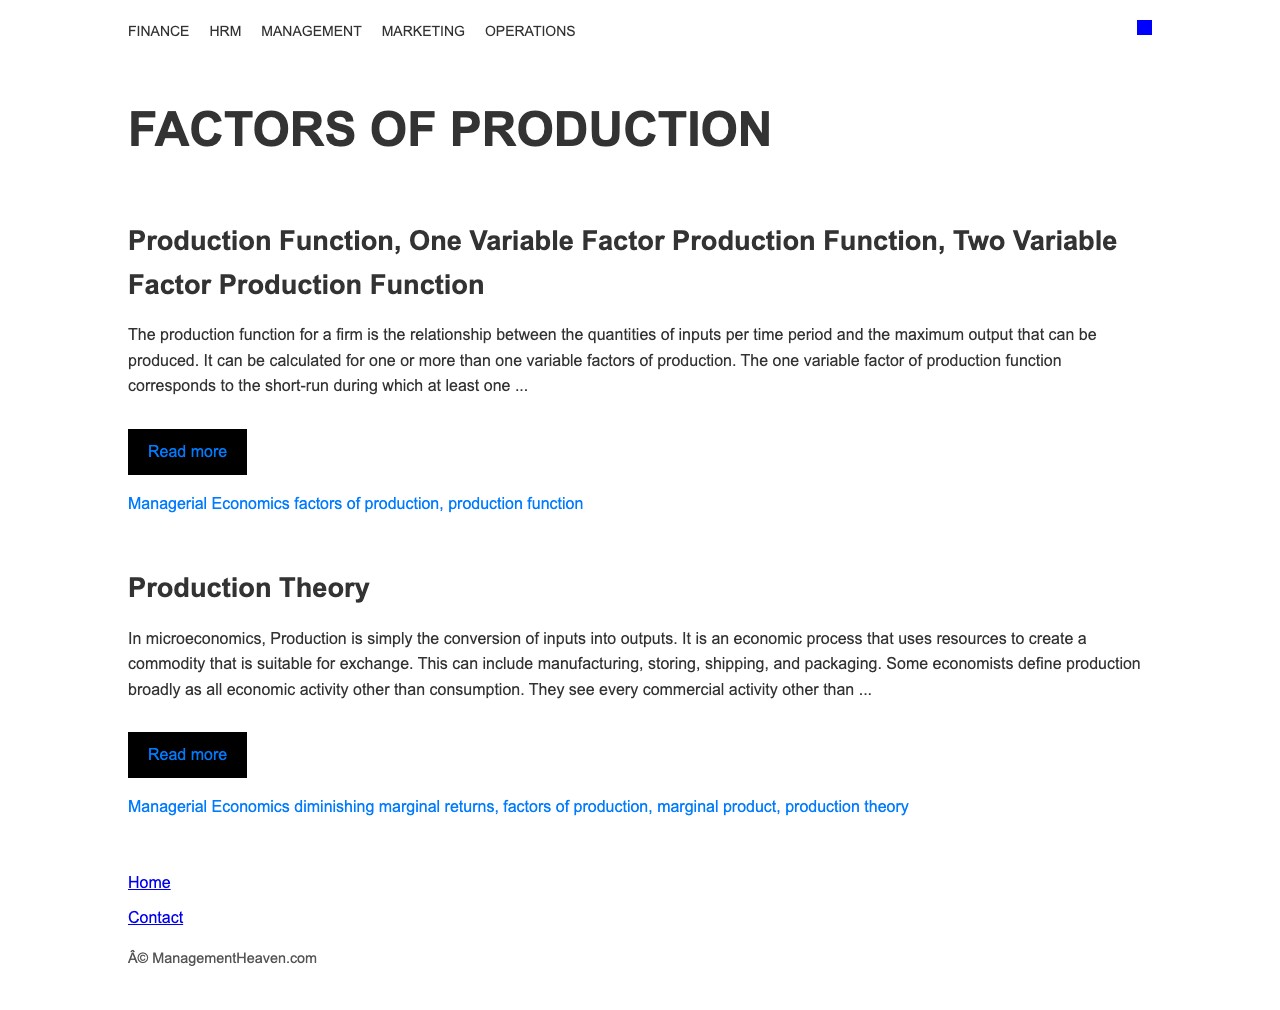 FINANCE HRM MANAGEMENT MARKETING OPERATIONS
FACTORS OF PRODUCTION
Production Function, One Variable Factor Production Function, Two Variable
Factor Production Function
The production function for a firm is the relationship between the quantities of inputs per time period and the maximum output that can be
produced. It can be calculated for one or more than one variable factors of production. The one variable factor of production function
corresponds to the short-run during which at least one ...
Read more
Managerial Economics factors of production, production function
Production Theory
In microeconomics, Production is simply the conversion of inputs into outputs. It is an economic process that uses resources to create a
commodity that is suitable for exchange. This can include manufacturing, storing, shipping, and packaging. Some economists define production
broadly as all economic activity other than consumption. They see every commercial activity other than ...
Read more
Managerial Economics diminishing marginal returns, factors of production, marginal product, production theory
Home
Contact
Â© ManagementHeaven.com